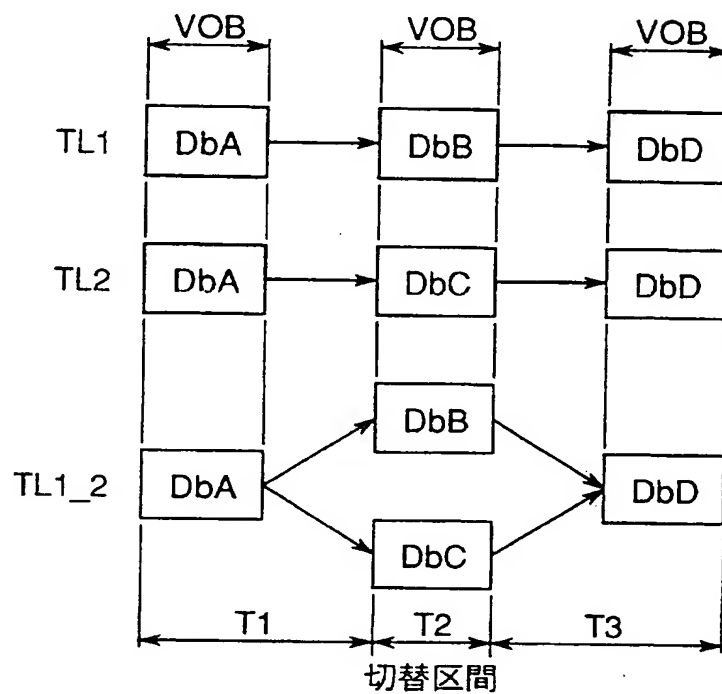 VOB VOB VOB
TL1 DbA DbB DbD
TL2 DbA DbC DbD
DbB
TL1_2 DbA DbD
DbC
T1 T2 T3
切替区間